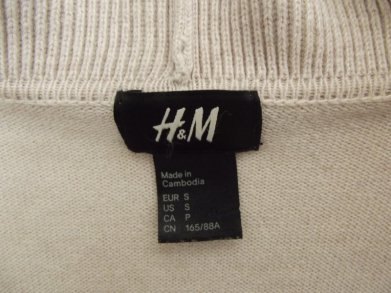 H&M
Made in
Cambodia
EUR S
US S
CA P
CN 165/88A